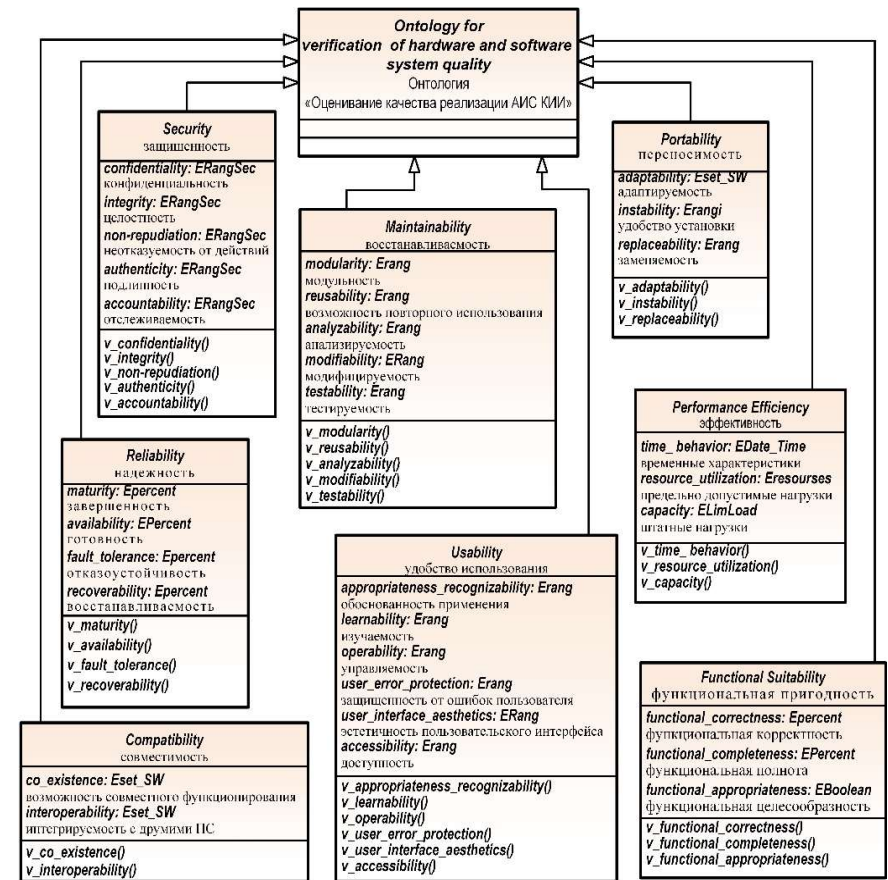 Ontology for
verification of hardware and software
system quality
Онтология
«Оценивание качества реализации АИС КИИ»
Security
защищенность
confidentiality: ERangSec
конфиденциальность
integrity: ERangSec
целостность
non-repudiation: ERangSec
неотказуемость от действий
authenticity: ERangSec
подлинность
accountability: ERangSec
отслеживаемость
v_confidentiality()
v_integrity()
v_non-repudiation()
v_authenticity()
v_accountability()
Maintainability
восстанавливаемость
modularity: Erang
модульность
reusability: Erang
возможность повторного использования
analyzability: Erang
анализируемость
modifiability: ERang
модифицируемость
testability: Erang
тестируемость
v_modularity()
v_reusability()
v_analyzability()
v_modifiability()
v_testability()
Portability
переносимость
adaptability: Eset_SW
адаптируемость
instability: Erangi
удобство установки
replaceability: Erang
заменяемость
v_adaptability()
v_instability()
v_replaceability()
Reliability
надежность
maturity: Epercent
завершенность
availability: EPercent
готовность
fault_tolerance: Epercent
отказоустойчивость
recoverability: Epercent
восстанавливаемость
v_maturity()
v_availability()
v_fault_tolerance()
v_recoverability()
Performance Efficiency
эффективность
time_ behavior: EDate_Time
временные характеристики
resource_utilization: Eresourses
предельно допустимые нагрузки
capacity: ELimLoad
штатные нагрузки
v_time_ behavior()
v_resource_utilization()
v_capacity()
Usability
удобство использования
appropriateness_recognizability: Erang
обоснованность применения
learnability: Erang
изучаемость
operability: Erang
управляемость
user_error_protection: Erang
защищенность от ошибок пользователя
user_interface_aesthetics: ERang
эстетичность пользовательского интерфейса
accessibility: Erang
доступность
v_appropriateness_recognizability()
v_learnability()
v_operability()
v_user_error_protection()
v_user_interface_aesthetics()
v_accessibility()
Functional Suitability
функциональная пригодность
functional_correctness: Epercent
функциональная корректность
functional_completeness: EPercent
функциональная полнота
functional_appropriateness: EBoolean
функциональная целесообразность
v_functional_correctness()
v_functional_completeness()
v_functional_appropriateness()
Compatibility
совместимость
co_existence: Eset_SW
возможность совместного функционирования
interoperability: Eset_SW
интегрируемость с друмими ПС
v_co_existence()
v_interoperability()